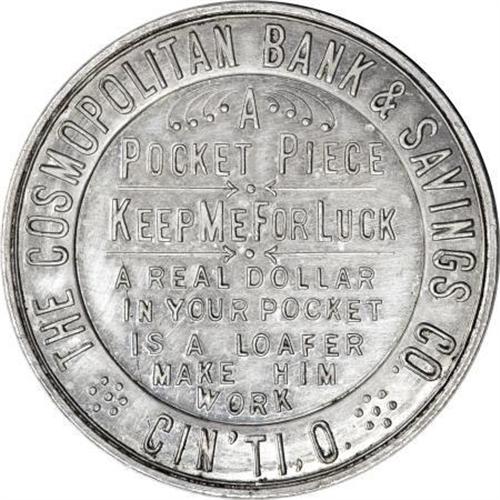 THE COSMOPOLITAN BANK & SAVINGS CO.
CIN'TI, O.
A
POCKET PIECE
KEEP ME FOR LUCK
A REAL DOLLAR
IN YOUR POCKET
IS A LOAFER
MAKE HIM
WORK